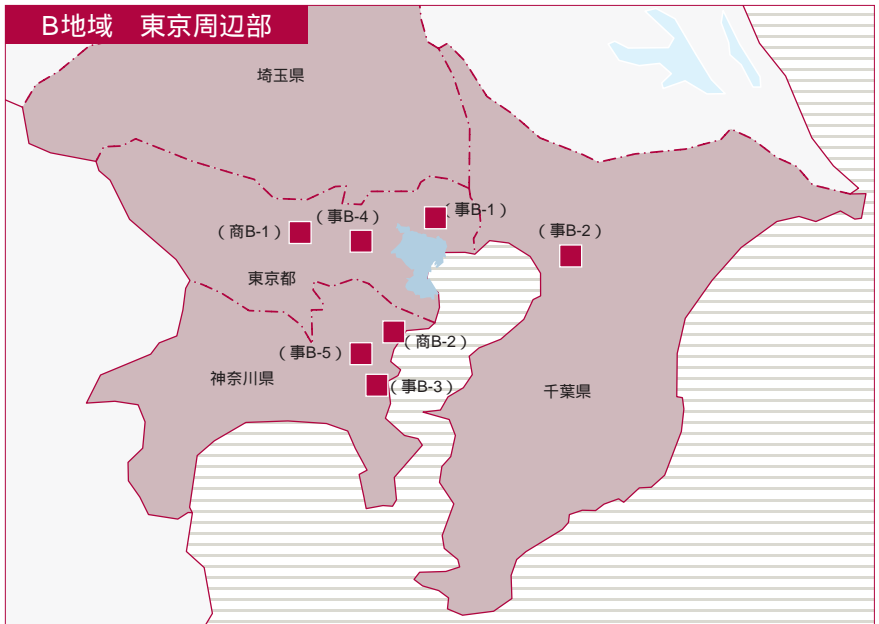 B地域 東京周辺部
埼玉県
(事B-4)
(事B-1)
(商B-1)
(事B-2)
東京都
(商B-2)
(事B-5)
神奈川県
(事B-3)
千葉県